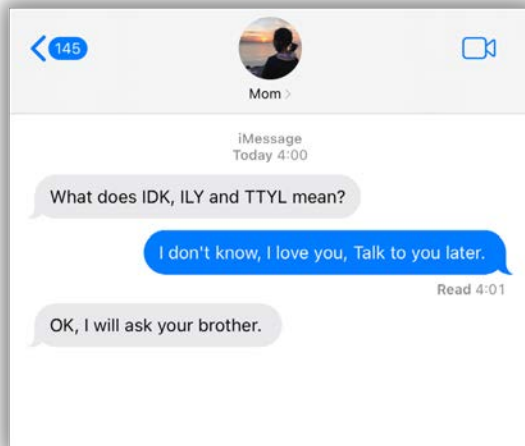 145
Mom
iMessage
Today 4:00
What does IDK, ILY and TTYL mean?
I don't know, I love you, Talk to you later.
Read 4:01
OK, I will ask your brother.